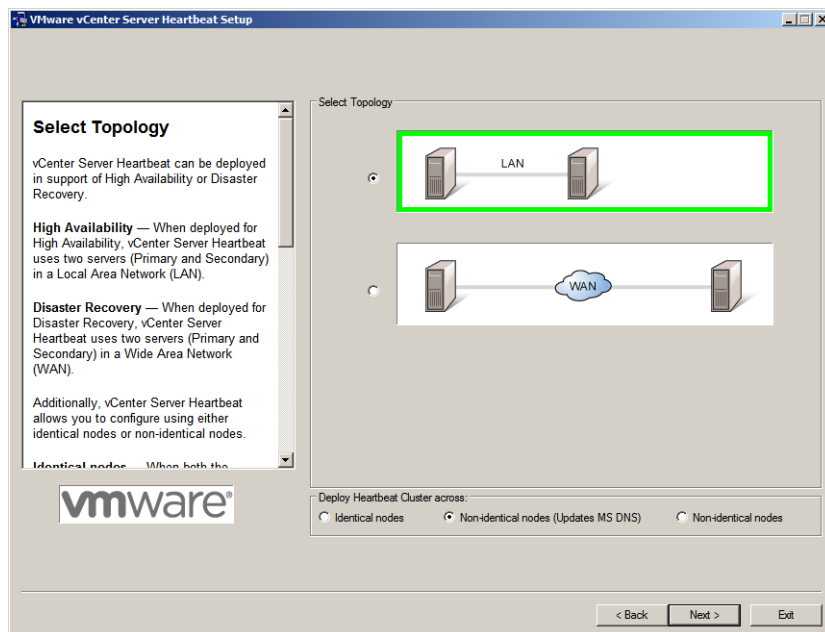 VMware vCenter Server Heartbeat Setup
Select Topology
vCenter Server Heartbeat can be deployed
in support of High Availability or Disaster
Recovery.
High Availability — When deployed for
High Availability, vCenter Server Heartbeat
uses two servers (Primary and Secondary)
in a Local Area Network (LAN).
Disaster Recovery — When deployed for
Disaster Recovery, vCenter Server
Heartbeat uses two servers (Primary and
Secondary) in a Wide Area Network
(WAN).
Additionally, vCenter Server Heartbeat
allows you to configure using either
identical nodes or non-identical nodes.
Identical nodes — When both the
vmware®
Select Topology
LAN
WAN
Deploy Heartbeat Cluster across:
Identical nodes
Non-identical nodes (Updates MS DNS)
Non-identical nodes
< Back
Next >
Exit